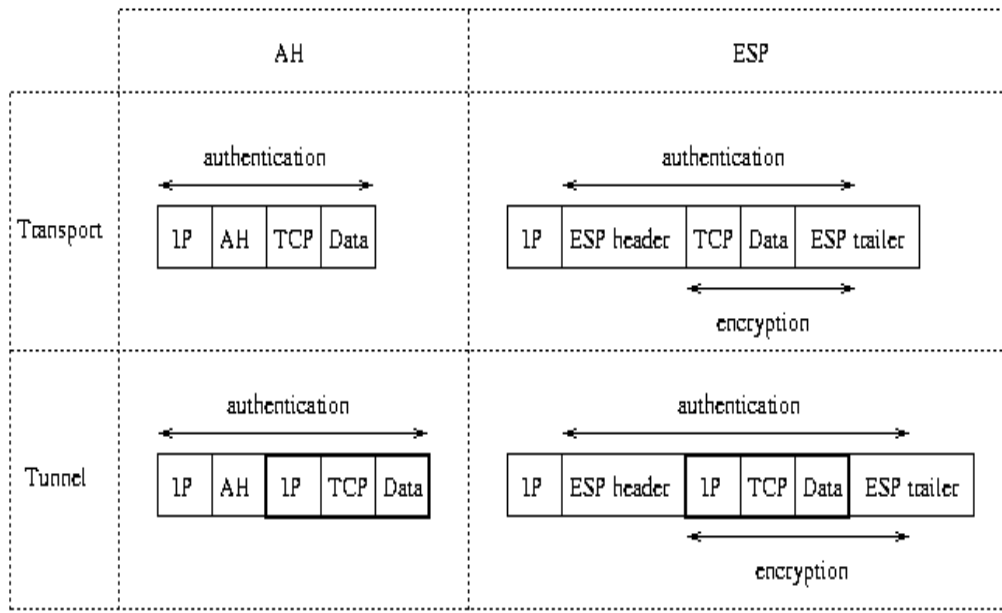 AH ESP
authentication authentication
Transport
IP AH TCP Data
IP ESP header TCP Data ESP trailer
encryption
authentication authentication
Tunnel
IP AH IP TCP Data
IP ESP header IP TCP Data ESP trailer
encryption